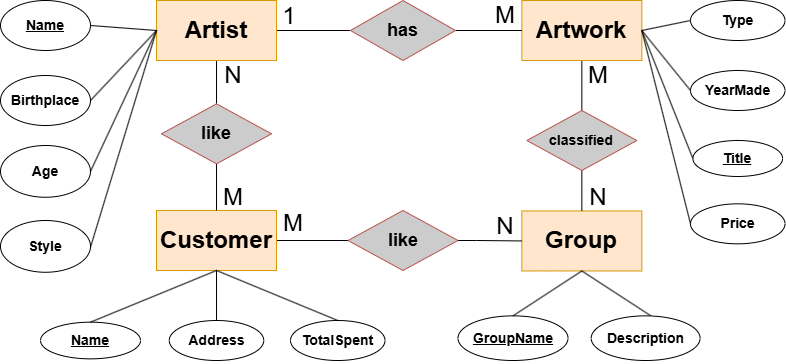 Name
Artist
1
has
M
Artwork
Type
Birthplace
N
M
YearMade
like
classified
Age
Title
M
N
Style
Customer
M
like
N
Group
Price
Name
Address
TotalSpent
GroupName
Description